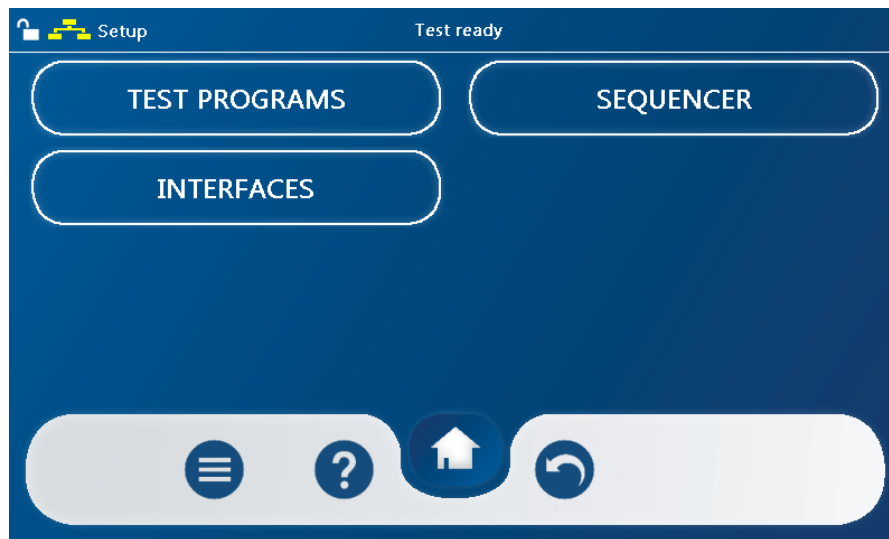 Setup
Test ready
TEST PROGRAMS
SEQUENCER
INTERFACES
?